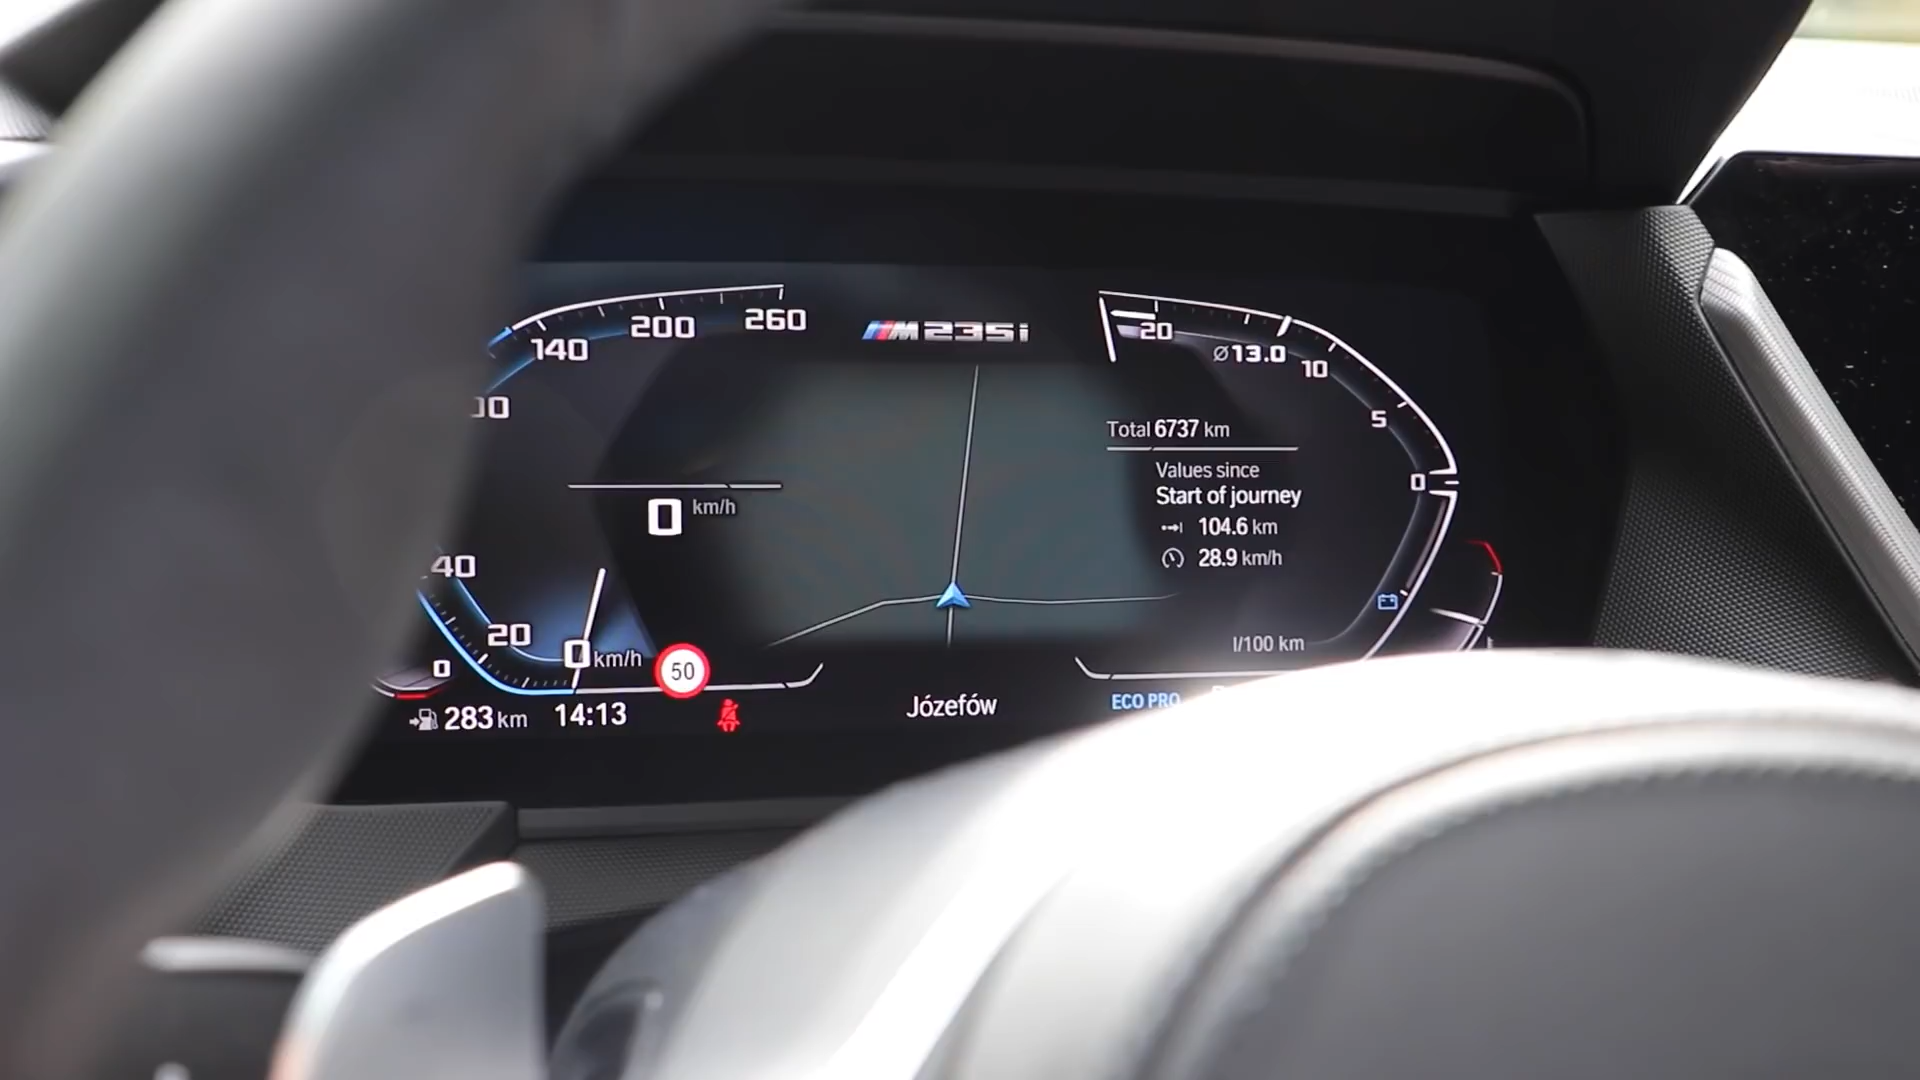 140 200 260
40
20
0 km/h
0
0 km/h
50
283 km 14:13
M235i
Józefów
20
Ø13.0
10
5
0
Total 6737 km
Values since
Start of journey
104.6 km
28.9 km/h
l/100 km
ECO PRO